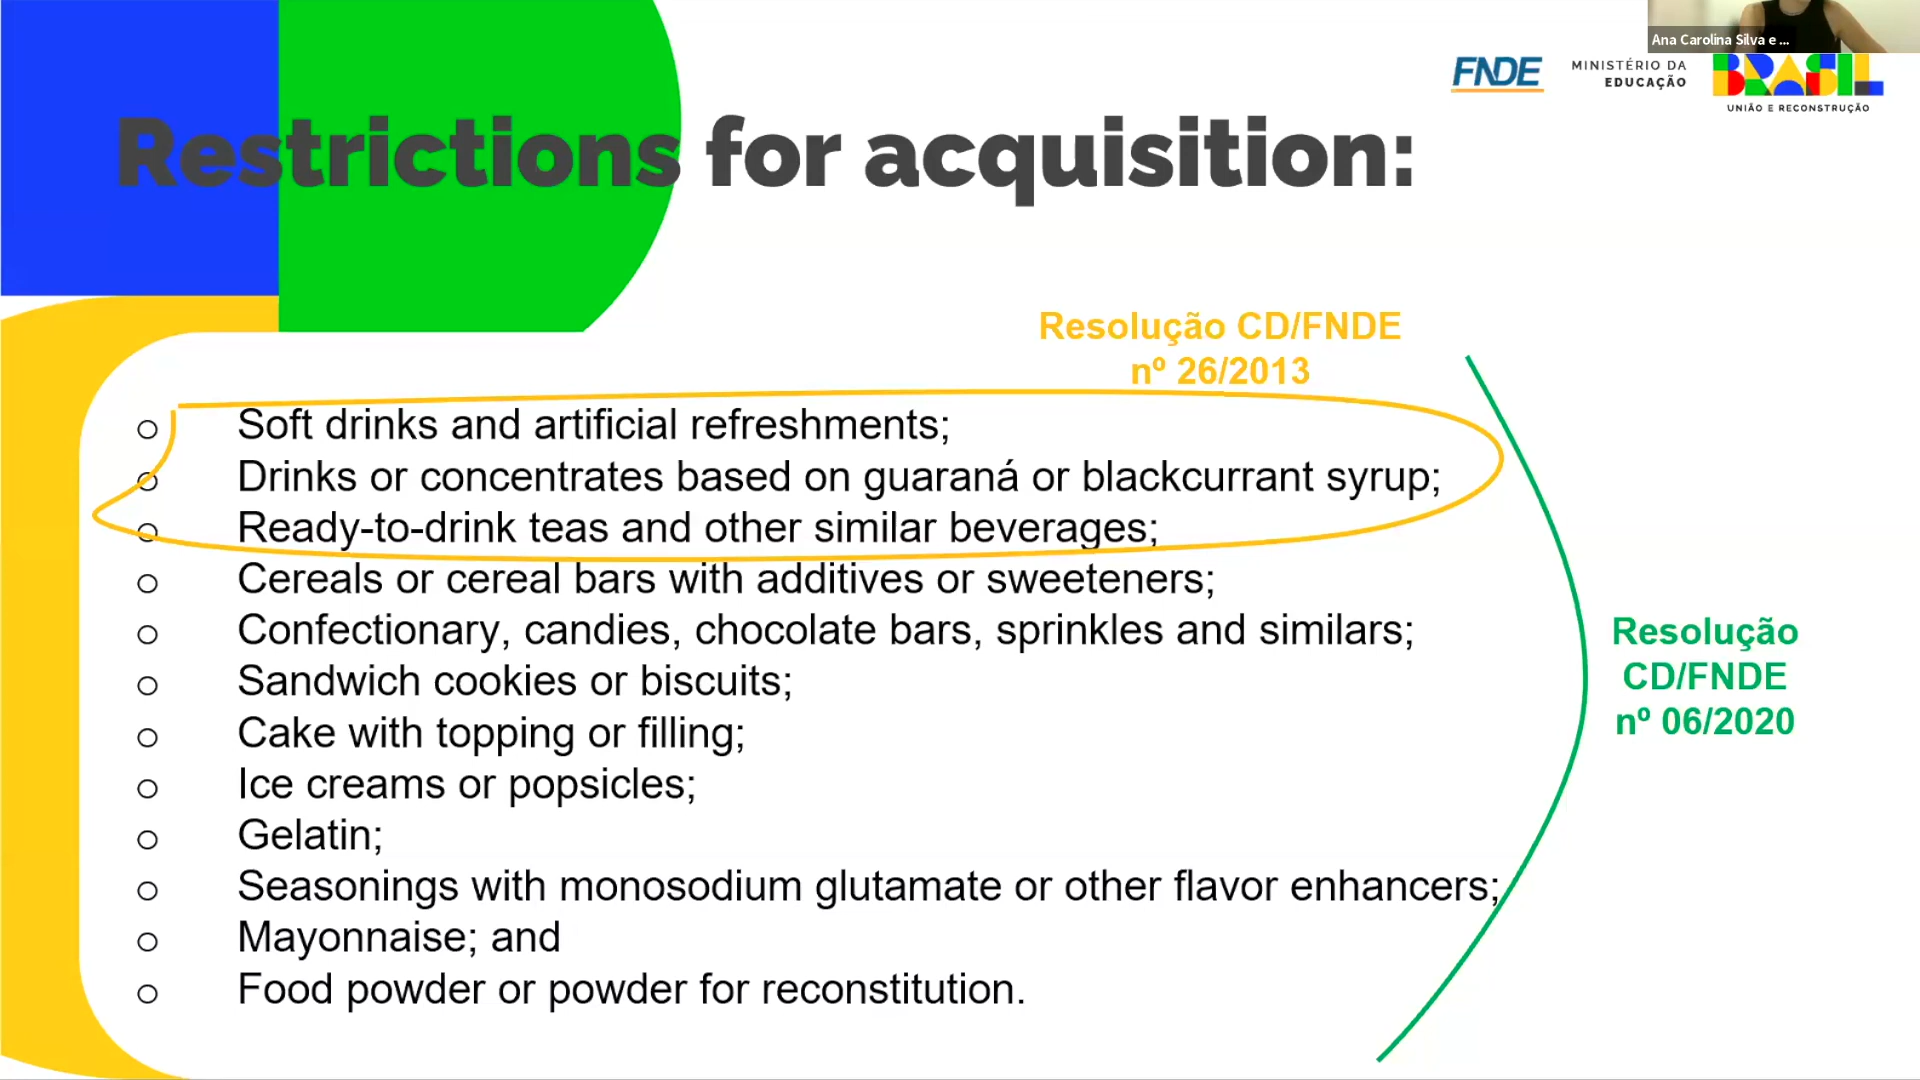 Ana Carolina Silva e ...
FNDE
MINISTÉRIO DA
EDUCAÇÃO
BRASIL
UNIÃO E RECONSTRUÇÃO
Restrictions for acquisition:
Resolução CD/FNDE
nº 26/2013
o Soft drinks and artificial refreshments;
o Drinks or concentrates based on guaraná or blackcurrant syrup;
o Ready-to-drink teas and other similar beverages;
o Cereals or cereal bars with additives or sweeteners;
o Confectionary, candies, chocolate bars, sprinkles and similars;
o Sandwich cookies or biscuits;
o Cake with topping or filling;
o Ice creams or popsicles;
o Gelatin;
o Seasonings with monosodium glutamate or other flavor enhancers;
o Mayonnaise; and
o Food powder or powder for reconstitution.
Resolução
CD/FNDE
nº 06/2020